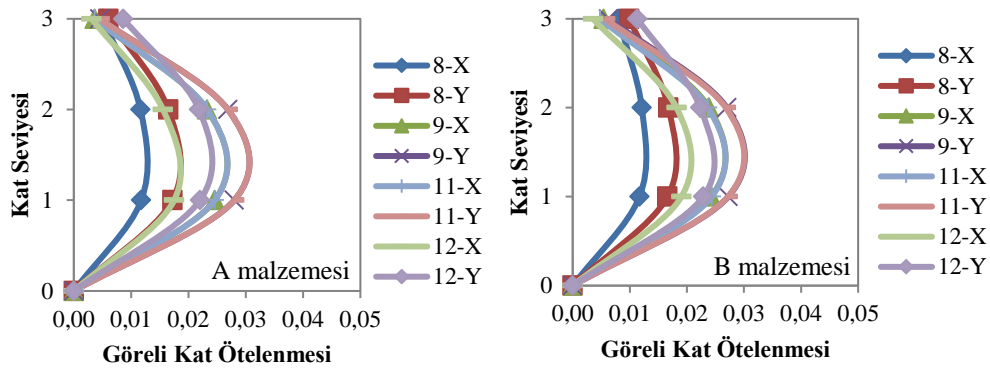 Kat Seviyesi
3
2
1
0
0,00 0,01 0,02 0,03 0,04 0,05
Göreli Kat Ötelenmesi
A malzemesi
8-X
8-Y
9-X
9-Y
11-X
11-Y
12-X
12-Y
Kat Seviyesi
3
2
1
0
0,00 0,01 0,02 0,03 0,04 0,05
Göreli Kat Ötelenmesi
B malzemesi
8-X
8-Y
9-X
9-Y
11-X
11-Y
12-X
12-Y